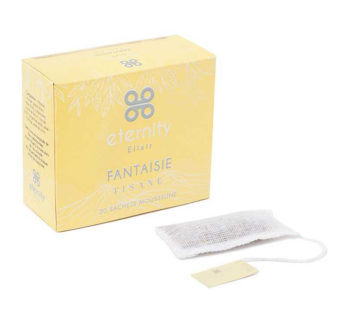 eternity
Elixir
FANTAISIE
TISANE
20 SACHETS MOUSSELINE